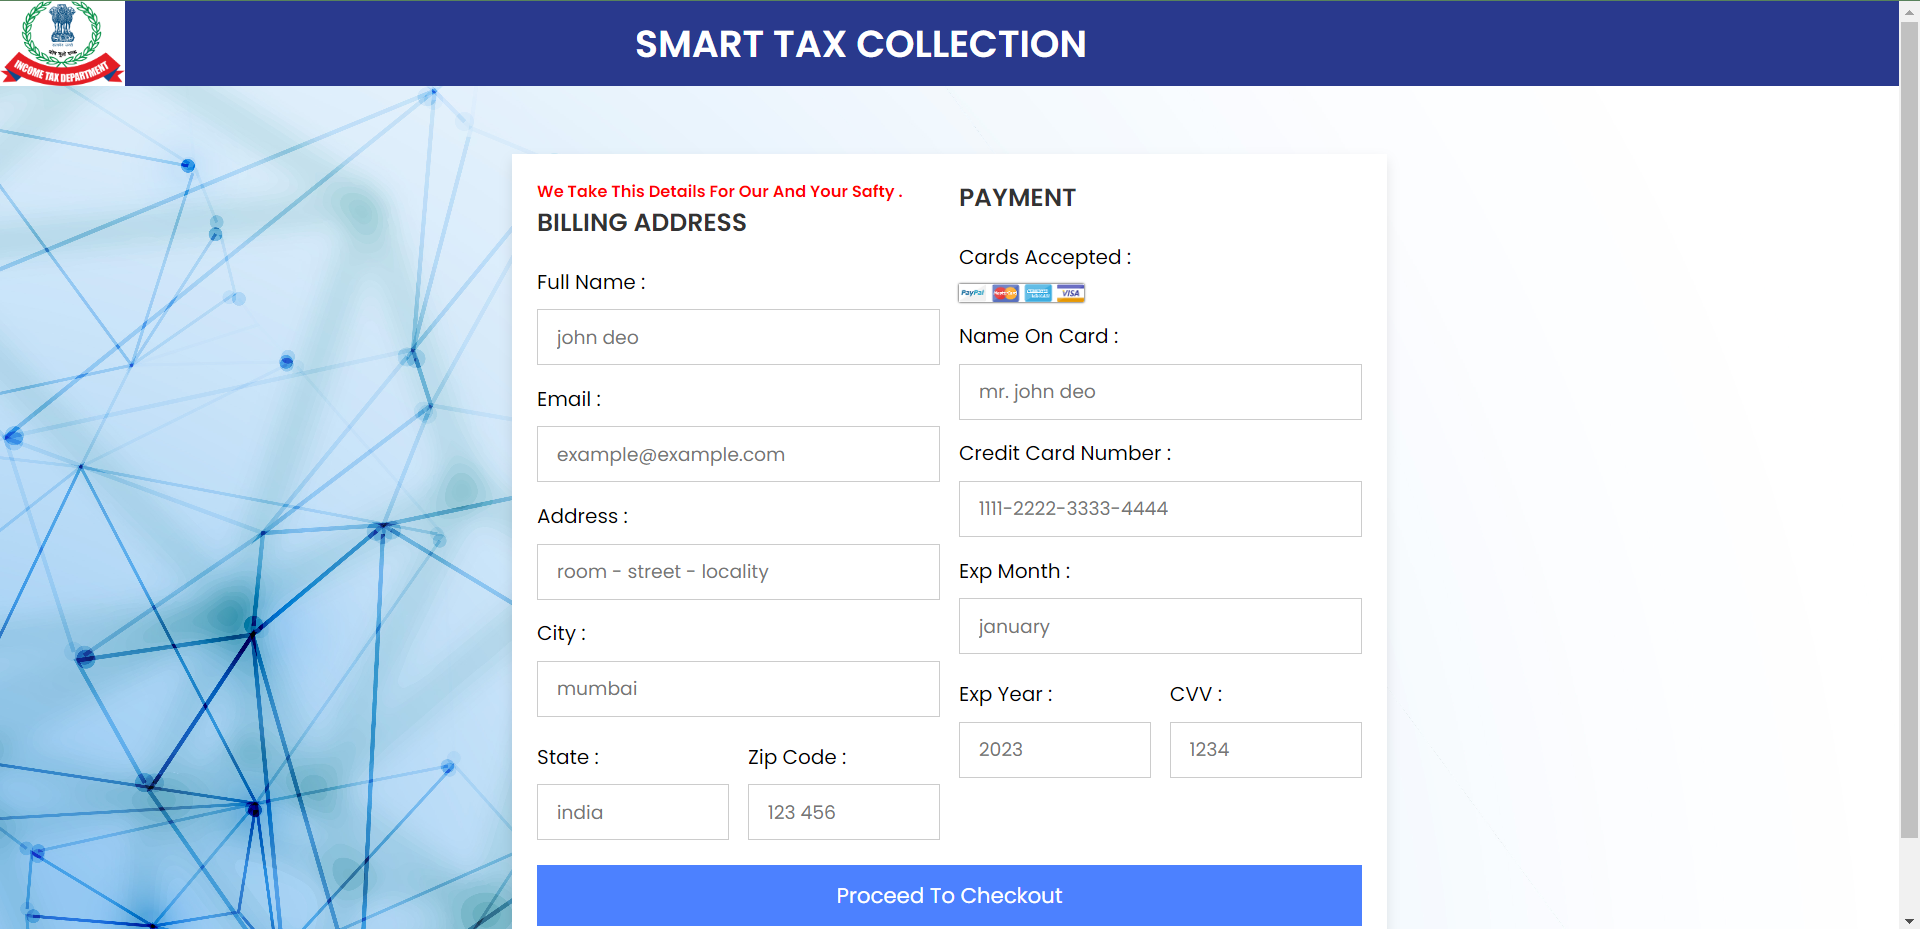 INCOME TAX DEPARTMENT
SMART TAX COLLECTION
We Take This Details For Our And Your Safty .
BILLING ADDRESS
Full Name :
john deo
Email :
example@example.com
Address :
room - street - locality
City :
mumbai
State :
Zip Code :
india
123 456
PAYMENT
Cards Accepted :
PayPal
MasterCard
VISA
Name On Card :
mr. john deo
Credit Card Number :
1111-2222-3333-4444
Exp Month :
january
Exp Year :
CVV :
2023
1234
Proceed To Checkout